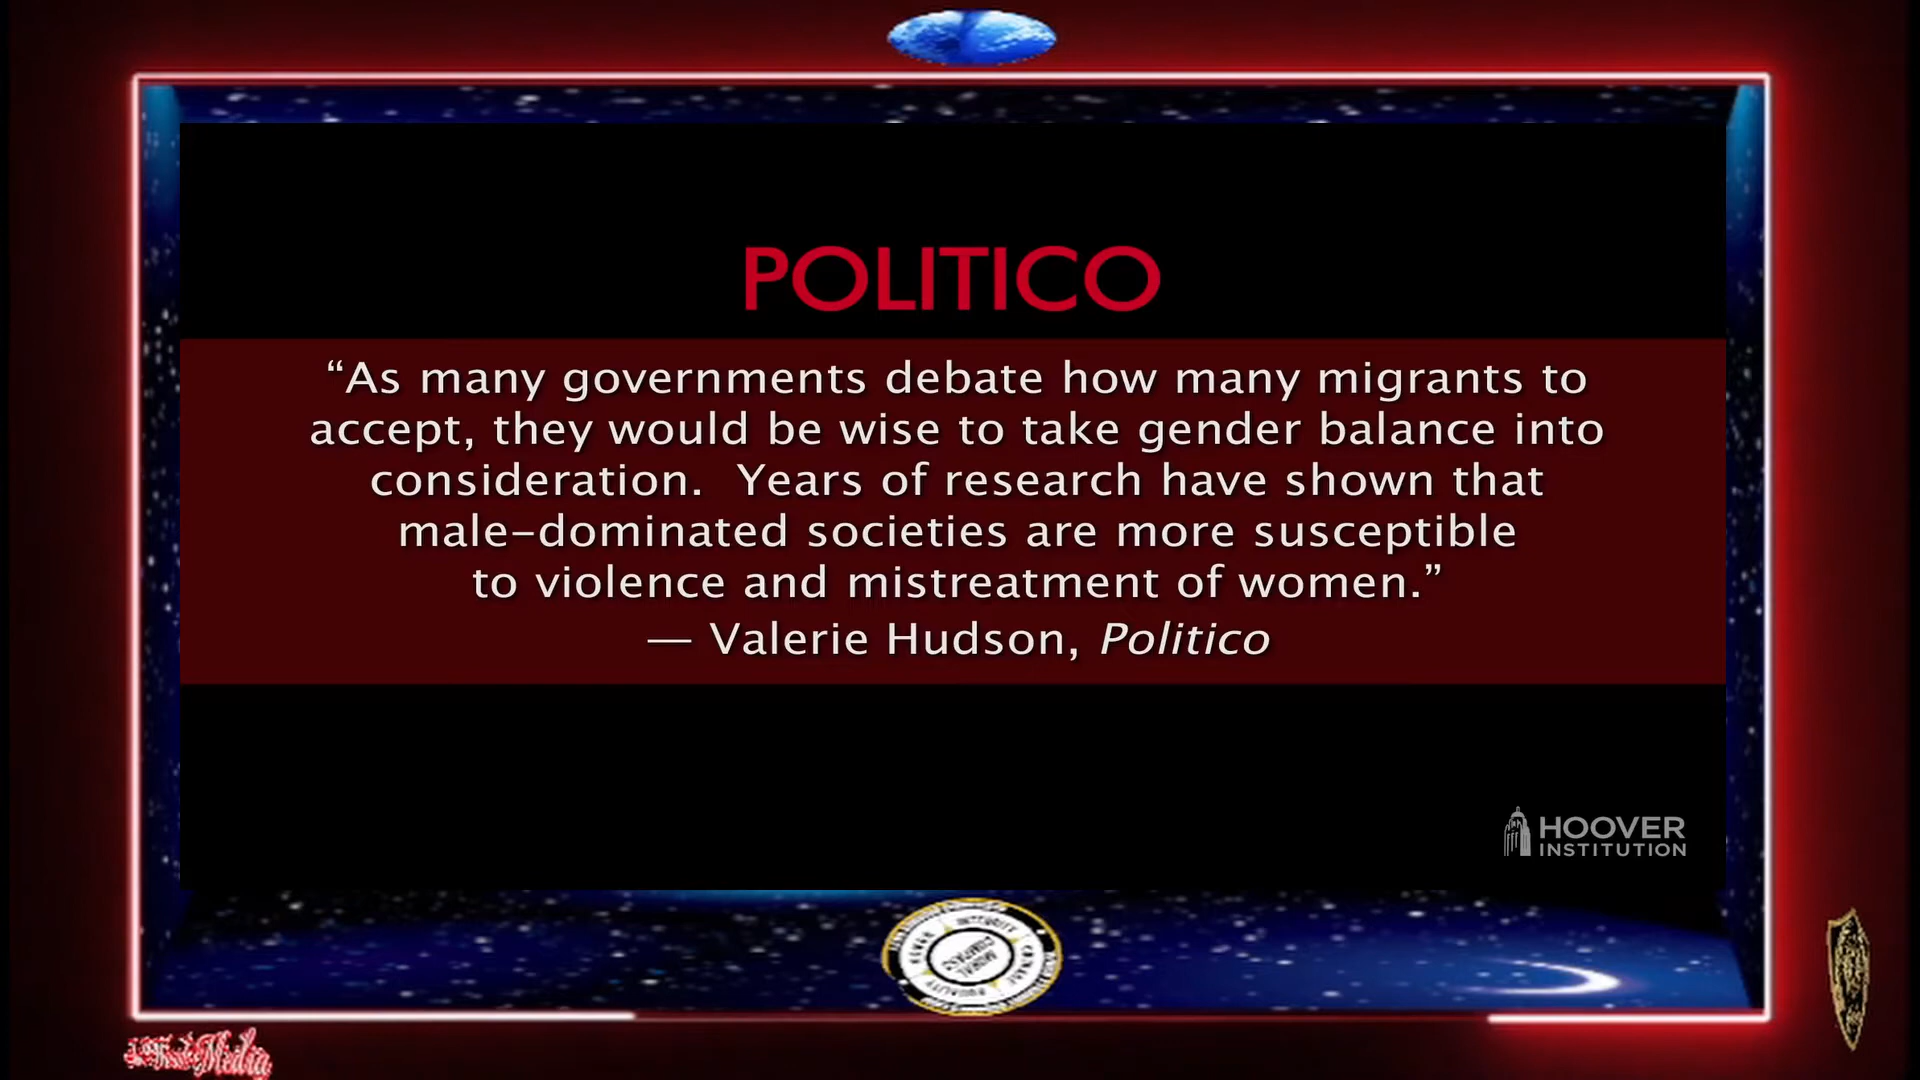 POLITICO
“As many governments debate how many migrants to
accept, they would be wise to take gender balance into
consideration.  Years of research have shown that
male–dominated societies are more susceptible
to violence and mistreatment of women.”
— Valerie Hudson, Politico
HOOVER
INSTITUTION
Media